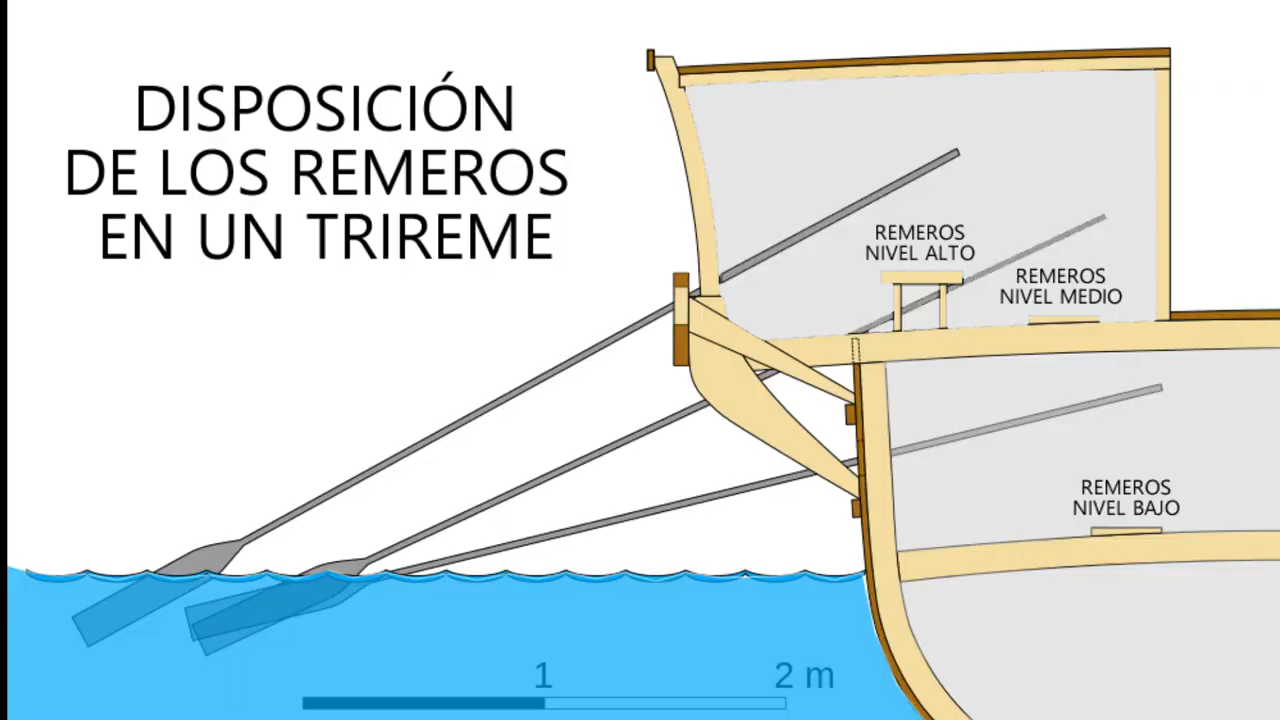 DISPOSICIÓN
DE LOS REMEROS
EN UN TRIREME
REMEROS
NIVEL ALTO
REMEROS
NIVEL MEDIO
REMEROS
NIVEL BAJO
1 2 m